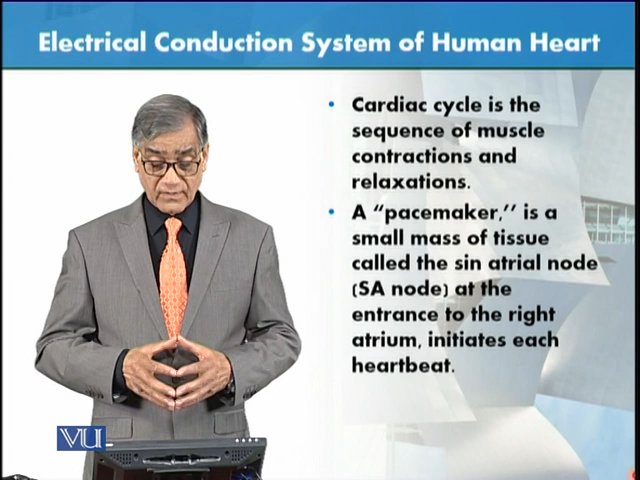 Electrical Conduction System of Human Heart
• Cardiac cycle is the
sequence of muscle
contractions and
relaxations.
• A “pacemaker,’’ is a
small mass of tissue
called the sin atrial node
(SA node) at the
entrance to the right
atrium, initiates each
heartbeat.
VU